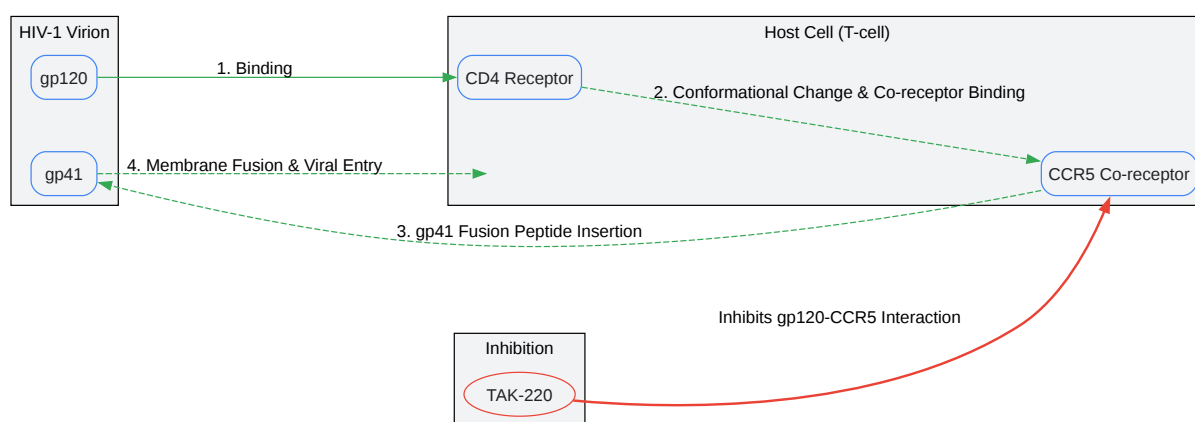 HIV-1 Virion
Host Cell (T-cell)
gp120
1. Binding
CD4 Receptor
2. Conformational Change & Co-receptor Binding
gp41
4. Membrane Fusion & Viral Entry
CCR5 Co-receptor
3. gp41 Fusion Peptide Insertion
Inhibits gp120-CCR5 Interaction
Inhibition
TAK-220